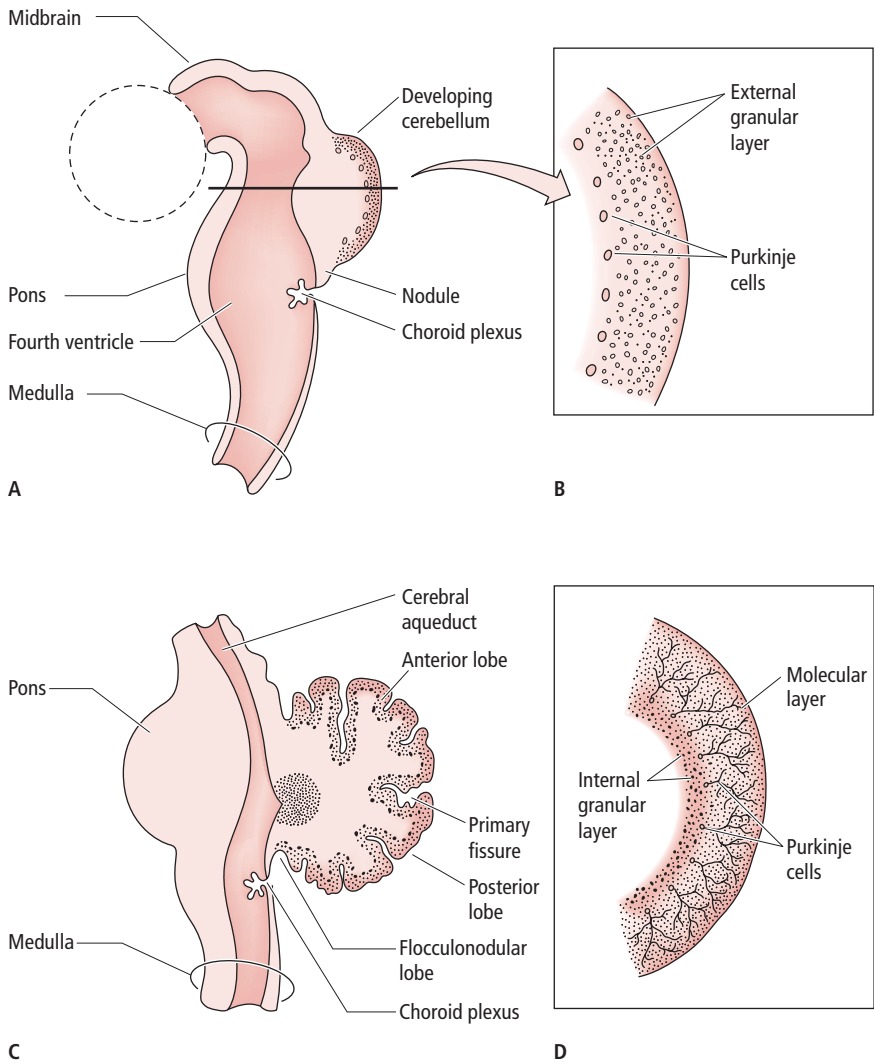 Midbrain
Developing
cerebellum
Pons
Fourth ventricle
Medulla
Nodule
Choroid plexus
A
External
granular
layer
Purkinje
cells
B
Cerebral
aqueduct
Anterior lobe
Pons
Primary
fissure
Posterior
lobe
Medulla
Flocculonodular
lobe
Choroid plexus
C
Molecular
layer
Internal
granular
layer
Purkinje
cells
D